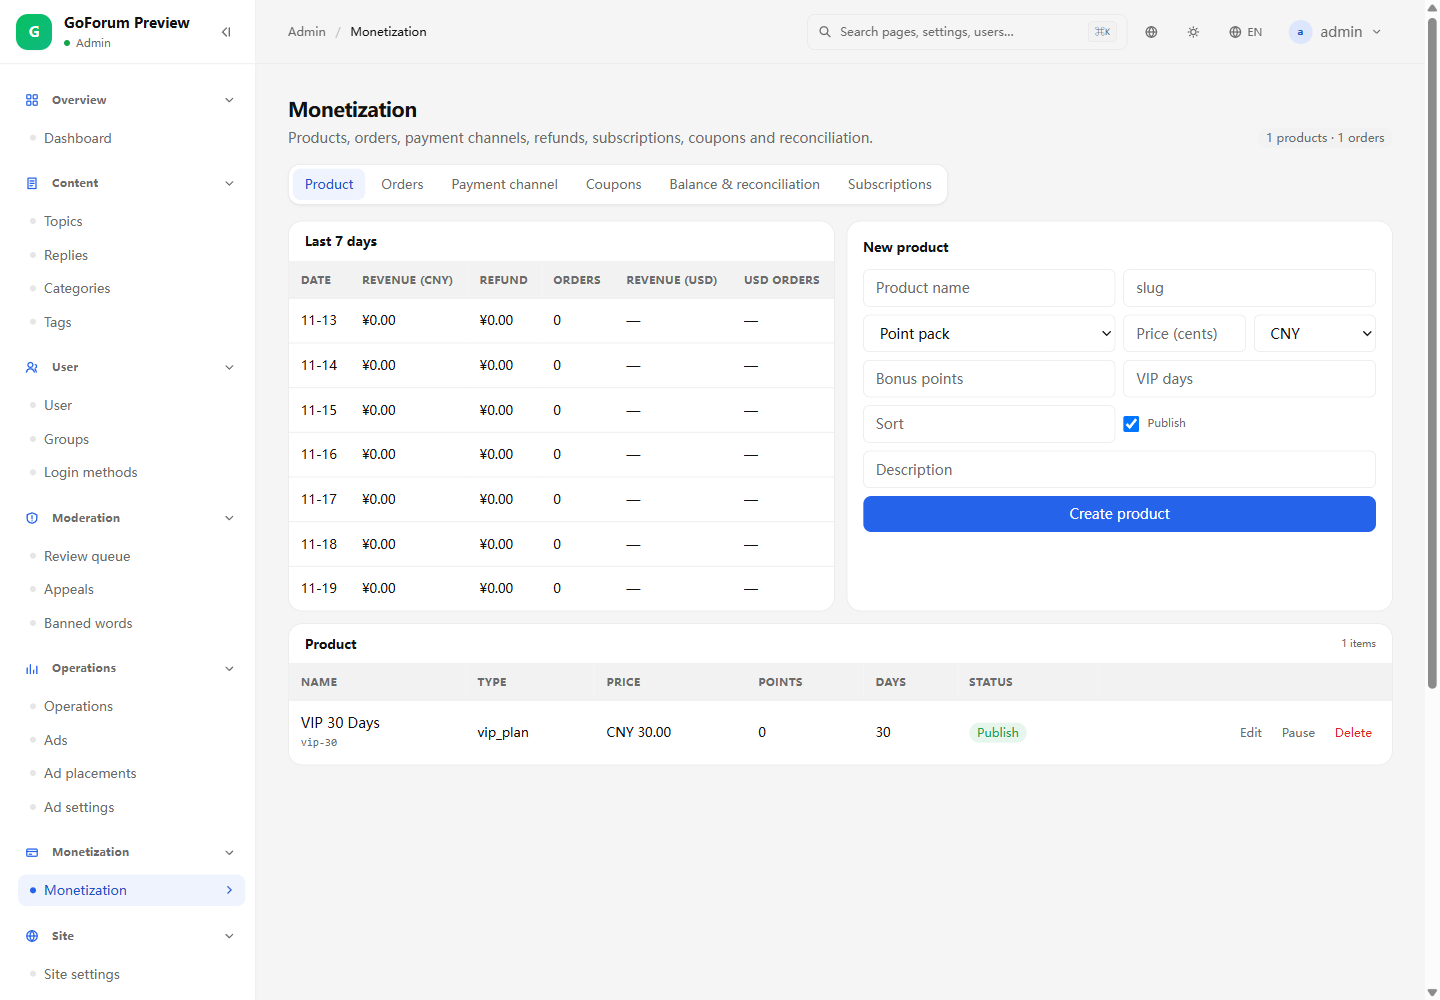 G
GoForum Preview
Admin
Overview
Dashboard
Content
Topics
Replies
Categories
Tags
User
User
Groups
Login methods
Moderation
Review queue
Appeals
Banned words
Operations
Operations
Ads
Ad placements
Ad settings
Monetization
Monetization
Site
Site settings
Admin / Monetization
Search pages, settings, users... ⌘K
EN
a admin
Monetization
Products, orders, payment channels, refunds, subscriptions, coupons and reconciliation.
1 products · 1 orders
Product Orders Payment channel Coupons Balance & reconciliation Subscriptions
Last 7 days
DATE REVENUE (CNY) REFUND ORDERS REVENUE (USD) USD ORDERS
11-13 ¥0.00 ¥0.00 0 — —
11-14 ¥0.00 ¥0.00 0 — —
11-15 ¥0.00 ¥0.00 0 — —
11-16 ¥0.00 ¥0.00 0 — —
11-17 ¥0.00 ¥0.00 0 — —
11-18 ¥0.00 ¥0.00 0 — —
11-19 ¥0.00 ¥0.00 0 — —
New product
Product name slug
Point pack Price (cents) CNY
Bonus points VIP days
Sort Publish
Description
Create product
Product 1 items
NAME TYPE PRICE POINTS DAYS STATUS
VIP 30 Days vip_plan CNY 30.00 0 30 Publish Edit Pause Delete
vip-30